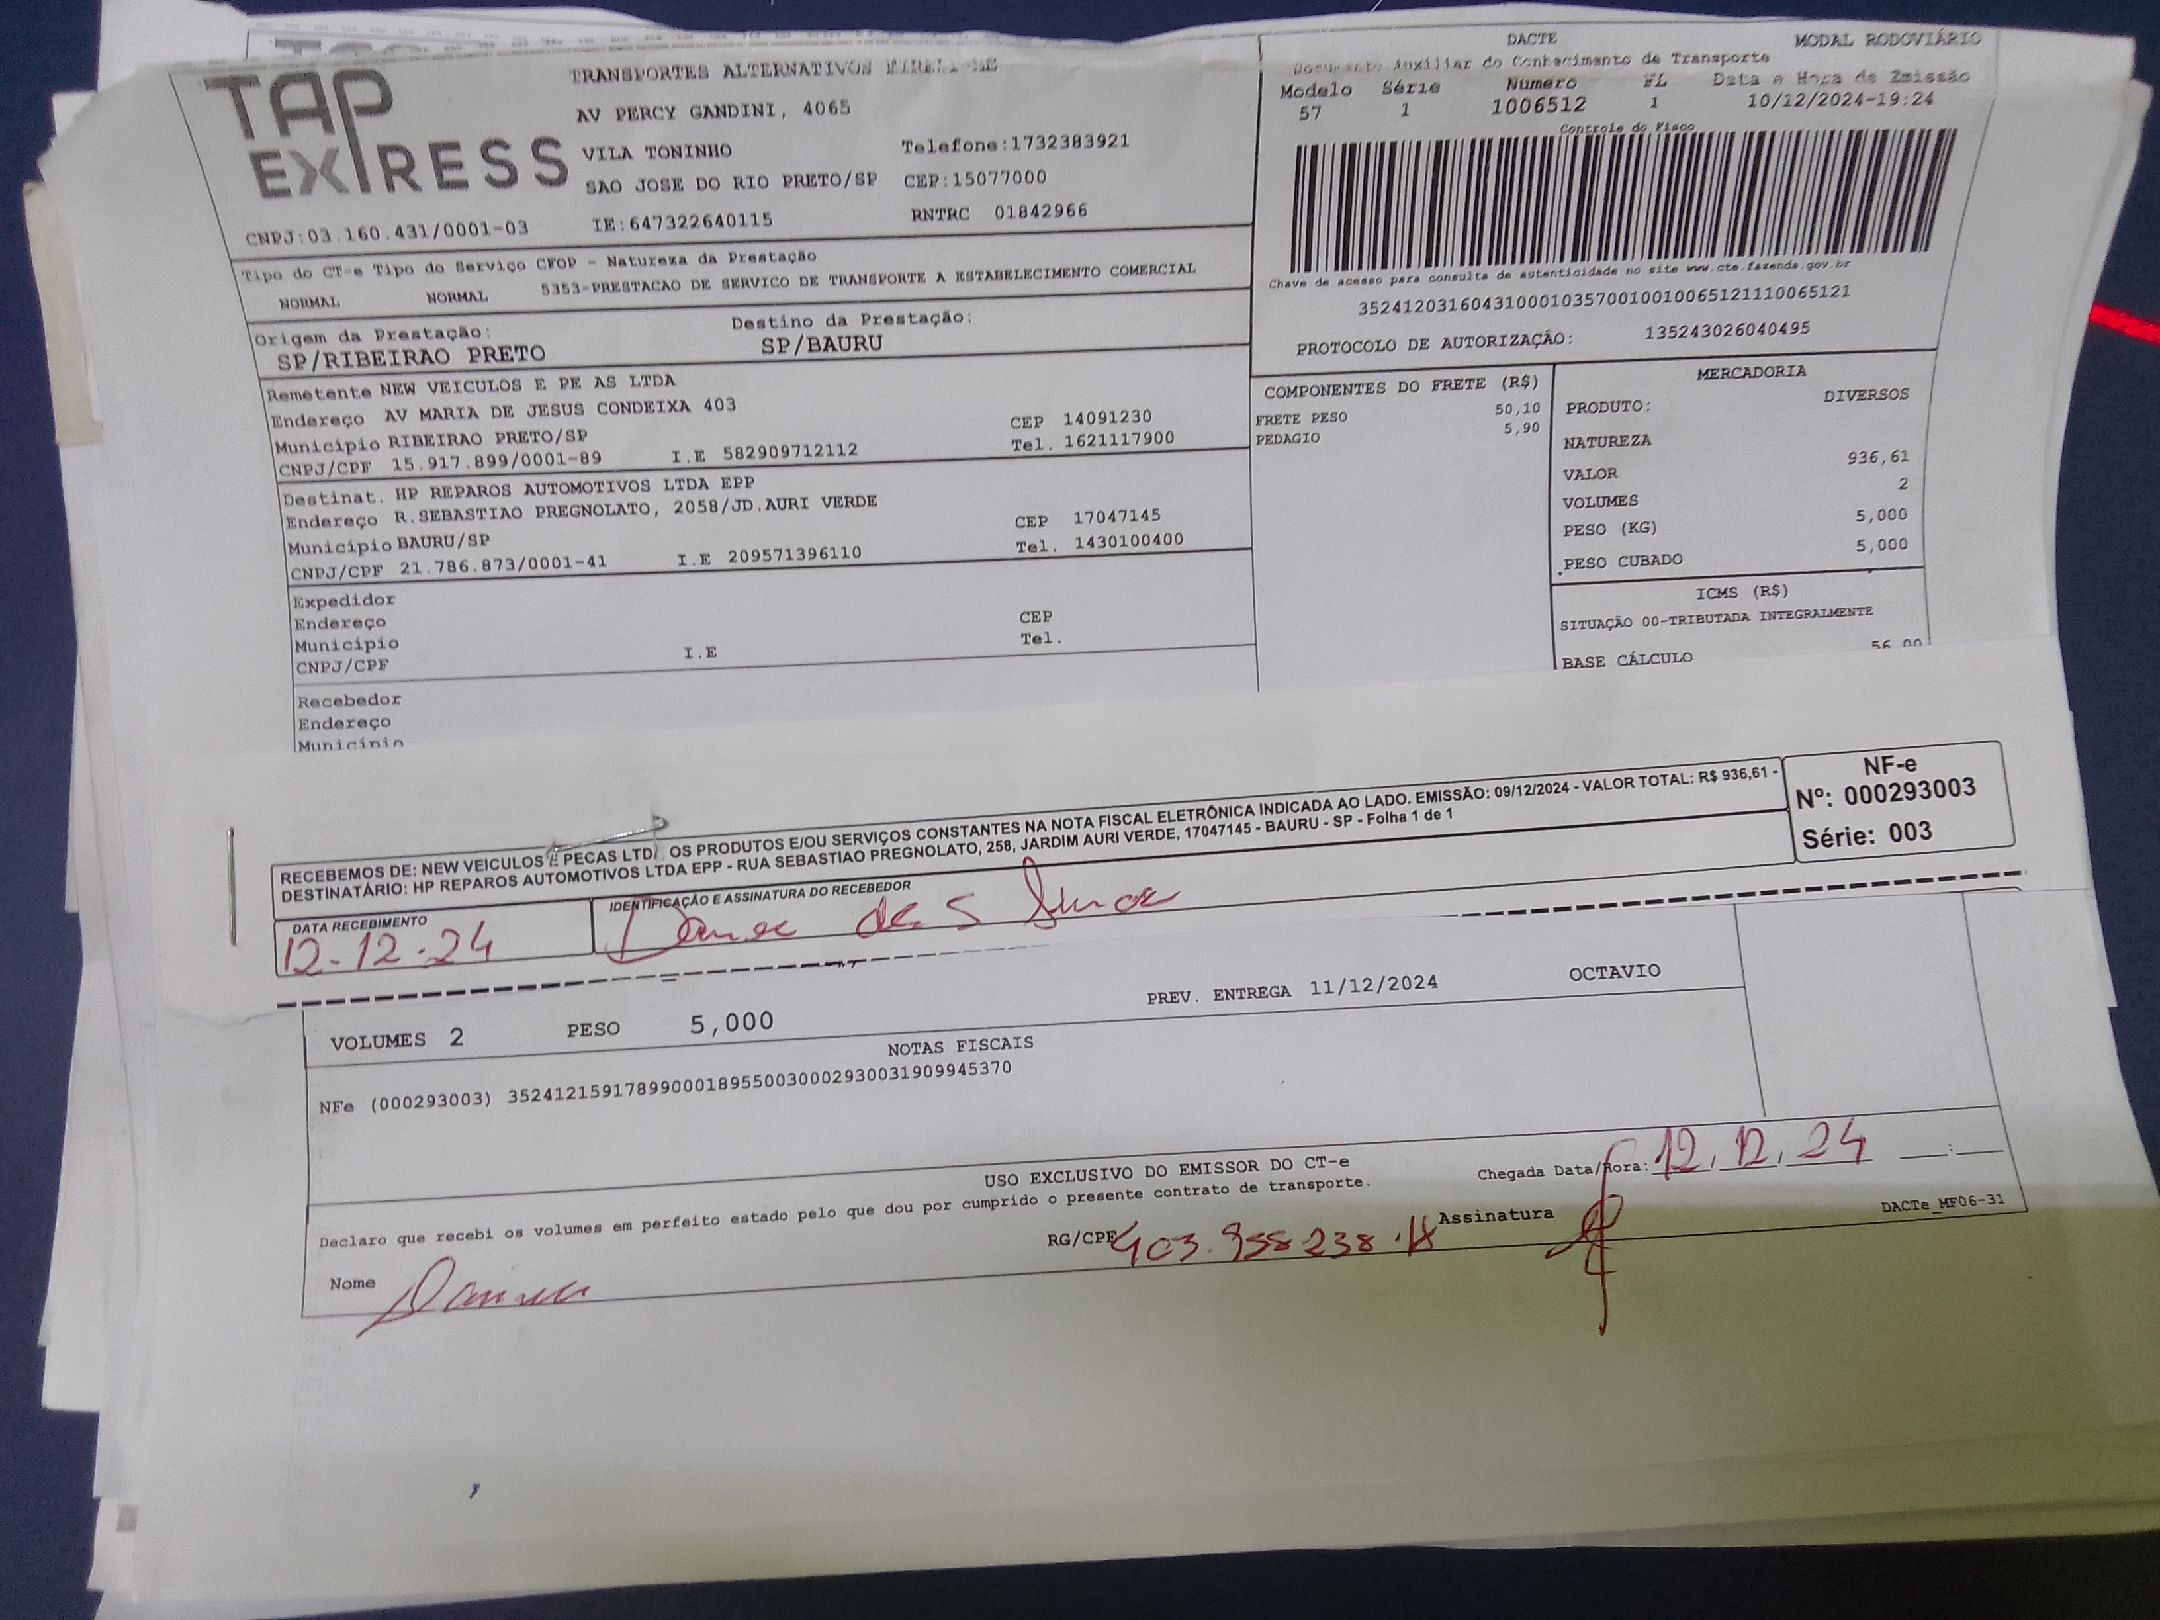 TAP EXPRESS
TRANSPORTES ALTERNATIVOS EIRELI-ME
AV PERCY GANDINI, 4065
VILA TONINHO Telefone:1732383921
SAO JOSE DO RIO PRETO/SP CEP:15077000
CNPJ:03.160.431/0001-03 IE:647322640115 RNTRC 01842966
DACTE MODAL RODOVIÁRIO
Documento Auxiliar do Conhecimento de Transporte
Modelo Série Número FL Data e Hora de Emissão
57 1 1006512 1 10/12/2024-19:24
Controle do Fisco
Chave de acesso para consulta de autenticidade no site www.cte.fazenda.gov.br
35241203160431000103570010010065121110065121
PROTOCOLO DE AUTORIZAÇÃO: 135243026040495
Tipo do CT-e Tipo do Serviço CFOP - Natureza da Prestação
NORMAL NORMAL 5353-PRESTACAO DE SERVICO DE TRANSPORTE A ESTABELECIMENTO COMERCIAL
Origem da Prestação: Destino da Prestação:
SP/RIBEIRAO PRETO SP/BAURU
Remetente NEW VEICULOS E PE AS LTDA
Endereço AV MARIA DE JESUS CONDEIXA 403
Município RIBEIRAO PRETO/SP CEP 14091230
CNPJ/CPF 15.917.899/0001-89 I.E 582909712112 Tel. 1621117900
Destinat. HP REPAROS AUTOMOTIVOS LTDA EPP
Endereço R.SEBASTIAO PREGNOLATO, 2058/JD.AURI VERDE
Município BAURU/SP CEP 17047145
CNPJ/CPF 21.786.873/0001-41 I.E 209571396110 Tel. 1430100400
Expedidor
Endereço
Município CEP
CNPJ/CPF I.E Tel.
Recebedor
Endereço
Município
COMPONENTES DO FRETE (R$)
FRETE PESO 50,10
PEDAGIO 5,90
MERCADORIA
PRODUTO: DIVERSOS
NATUREZA
VALOR 936,61
VOLUMES 2
PESO (KG) 5,000
PESO CUBADO 5,000
ICMS (R$)
SITUAÇÃO 00-TRIBUTADA INTEGRALMENTE
BASE CÁLCULO 56,00
RECEBEMOS DE: NEW VEICULOS E PECAS LTDA OS PRODUTOS E/OU SERVIÇOS CONSTANTES NA NOTA FISCAL ELETRÔNICA INDICADA AO LADO. EMISSÃO: 09/12/2024 - VALOR TOTAL: R$ 936,61 -
DESTINATÁRIO: HP REPAROS AUTOMOTIVOS LTDA EPP - RUA SEBASTIAO PREGNOLATO, 258, JARDIM AURI VERDE, 17047145 - BAURU - SP - Folha 1 de 1
NF-e
Nº: 000293003
Série: 003
DATA RECEBIMENTO IDENTIFICAÇÃO E ASSINATURA DO RECEBEDOR
12-12-24
VOLUMES 2 PESO 5,000 PREV. ENTREGA 11/12/2024 OCTAVIO
NOTAS FISCAIS
NFe (000293003) 35241215917899000189550030002930031909945370
USO EXCLUSIVO DO EMISSOR DO CT-e
Declaro que recebi os volumes em perfeito estado pelo que dou por cumprido o presente contrato de transporte.
Chegada Data/Hora: 12, 12, 24 __:__
Nome RG/CPF Assinatura
DACTe_MF06-31